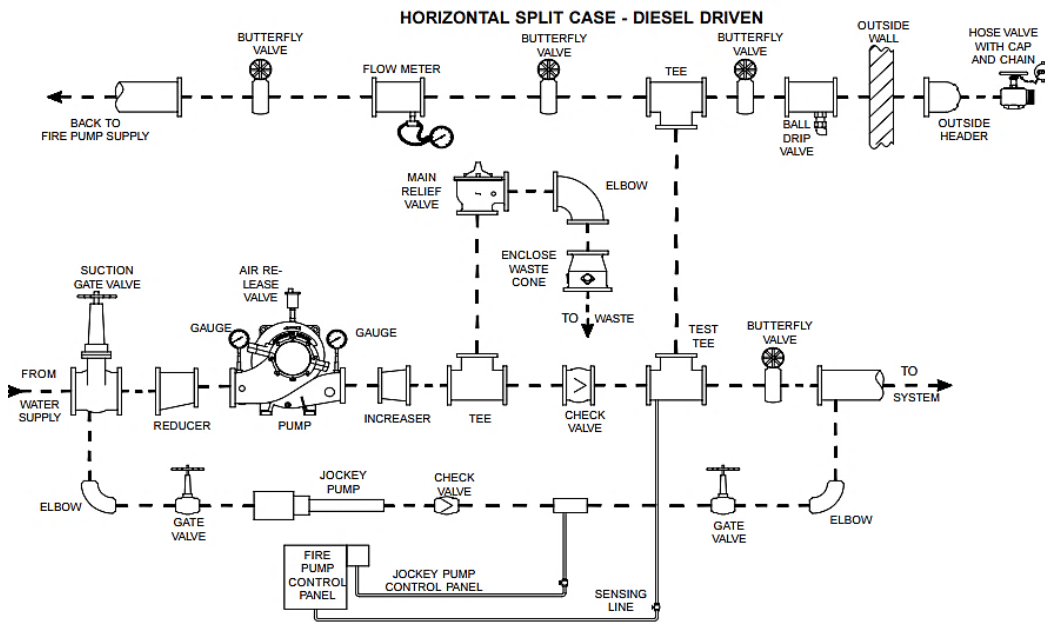 HORIZONTAL SPLIT CASE - DIESEL DRIVEN
BUTTERFLY
VALVE
FLOW METER
BUTTERFLY
VALVE
TEE
BUTTERFLY
VALVE
OUTSIDE
WALL
HOSE VALVE
WITH CAP
AND CHAIN
BACK TO
FIRE PUMP SUPPLY
BALL
DRIP
VALVE
OUTSIDE
HEADER
MAIN
RELIEF
VALVE
ELBOW
ENCLOSE
WASTE
CONE
TO WASTE
SUCTION
GATE VALVE
AIR RE-
LEASE
VALVE
GAUGE
GAUGE
TEST
TEE
BUTTERFLY
VALVE
FROM
WATER
SUPPLY
REDUCER
PUMP
INCREASER
TEE
CHECK
VALVE
TO
SYSTEM
ELBOW
GATE
VALVE
JOCKEY
PUMP
CHECK
VALVE
GATE
VALVE
ELBOW
FIRE
PUMP
CONTROL
PANEL
JOCKEY PUMP
CONTROL PANEL
SENSING
LINE